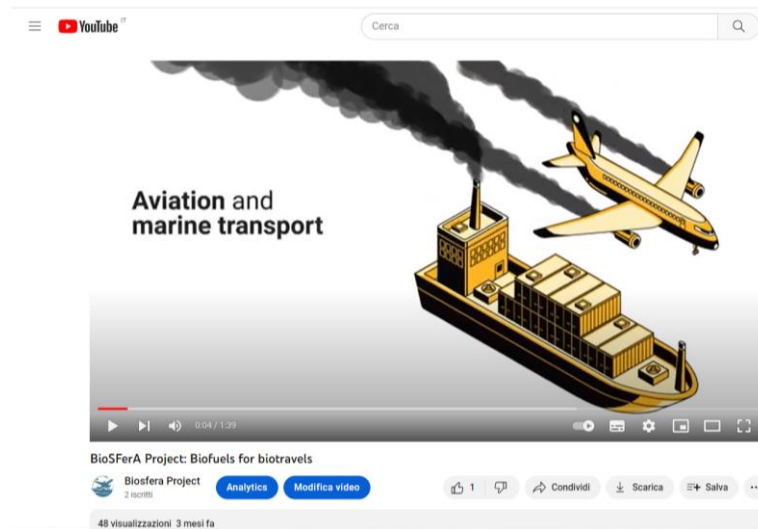 YouTube IT
Cerca
Aviation and
marine transport
0:04 / 1:39
BioSFerA Project: Biofuels for biotravels
Biosfera Project
2 iscritti
Analytics
Modifica video
1
Condividi
Scarica
Salva
48 visualizzazioni 3 mesi fa